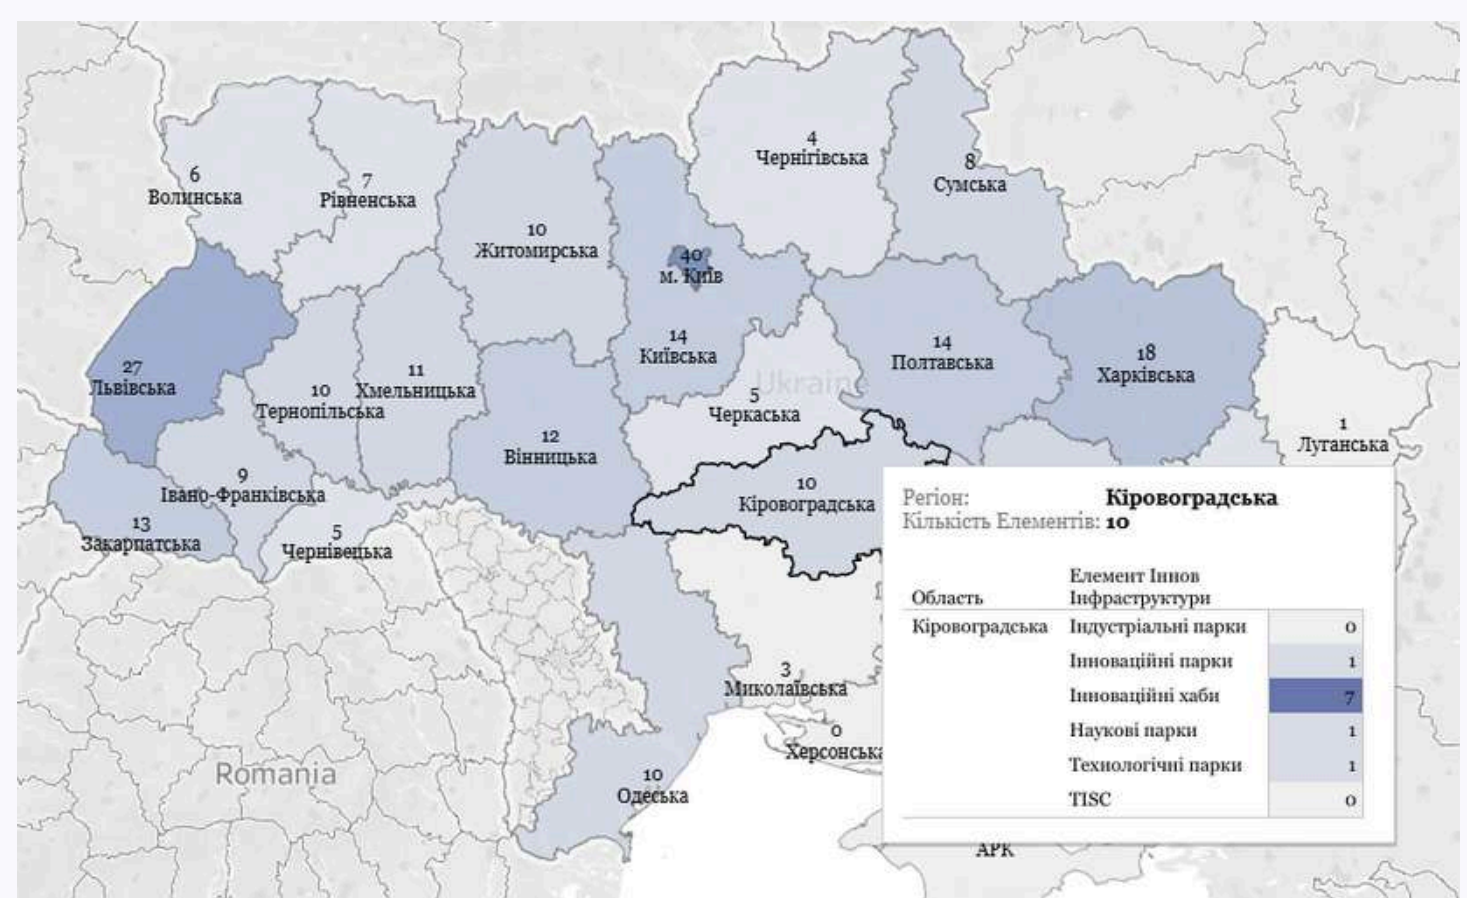 4
Чернігівська
8
Сумська
6
Волинська
7
Рівненська
10
Житомирська
40
м. Київ
14
Київська
14
Полтавська
18
Харківська
27
Львівська
10
Тернопільська
11
Хмельницька
Ukraine
5
Черкаська
1
Луганська
12
Вінницька
9
Івано-Франківська
10
Кіровоградська
13
Закарпатська
5
Чернівецька
Регіон: Кіровоградська
Кількість Елементів: 10
Область Елемент Іннов Інфраструктури
Кіровоградська Індустріальні парки 0
Інноваційні парки 1
Інноваційні хаби 7
Наукові парки 1
Технологічні парки 1
TISC 0
3
Миколаївська
0
Херсонська
Romania
10
Одеська
АРК